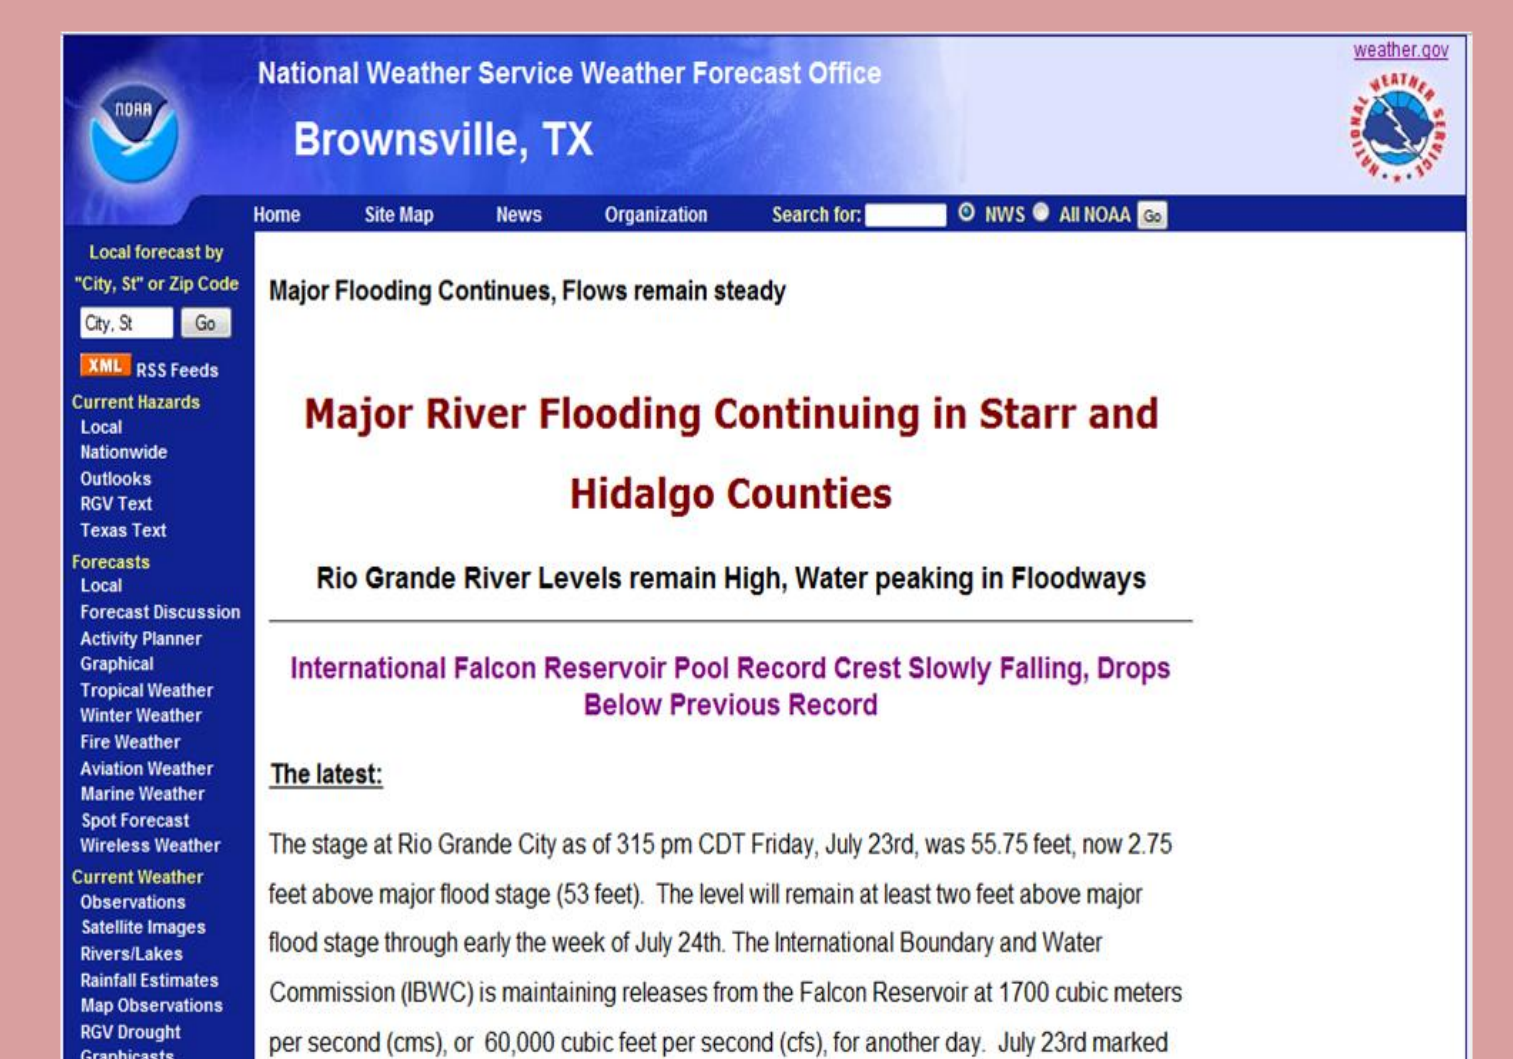 weather.gov
National Weather Service Weather Forecast Office
NOAA
Brownsville, TX
NATIONAL WEATHER SERVICE
Home Site Map News Organization Search for: NWS All NOAA Go
Local forecast by
"City, St" or Zip Code
City, St Go
XML RSS Feeds
Current Hazards
Local
Nationwide
Outlooks
RGV Text
Texas Text
Forecasts
Local
Forecast Discussion
Activity Planner
Graphical
Tropical Weather
Winter Weather
Fire Weather
Aviation Weather
Marine Weather
Spot Forecast
Wireless Weather
Current Weather
Observations
Satellite Images
Rivers/Lakes
Rainfall Estimates
Map Observations
RGV Drought
Graphicasts
Major Flooding Continues, Flows remain steady
Major River Flooding Continuing in Starr and
Hidalgo Counties
Rio Grande River Levels remain High, Water peaking in Floodways
International Falcon Reservoir Pool Record Crest Slowly Falling, Drops
Below Previous Record
The latest:
The stage at Rio Grande City as of 315 pm CDT Friday, July 23rd, was 55.75 feet, now 2.75
feet above major flood stage (53 feet).  The level will remain at least two feet above major
flood stage through early the week of July 24th. The International Boundary and Water
Commission (IBWC) is maintaining releases from the Falcon Reservoir at 1700 cubic meters
per second (cms), or  60,000 cubic feet per second (cfs), for another day.  July 23rd marked